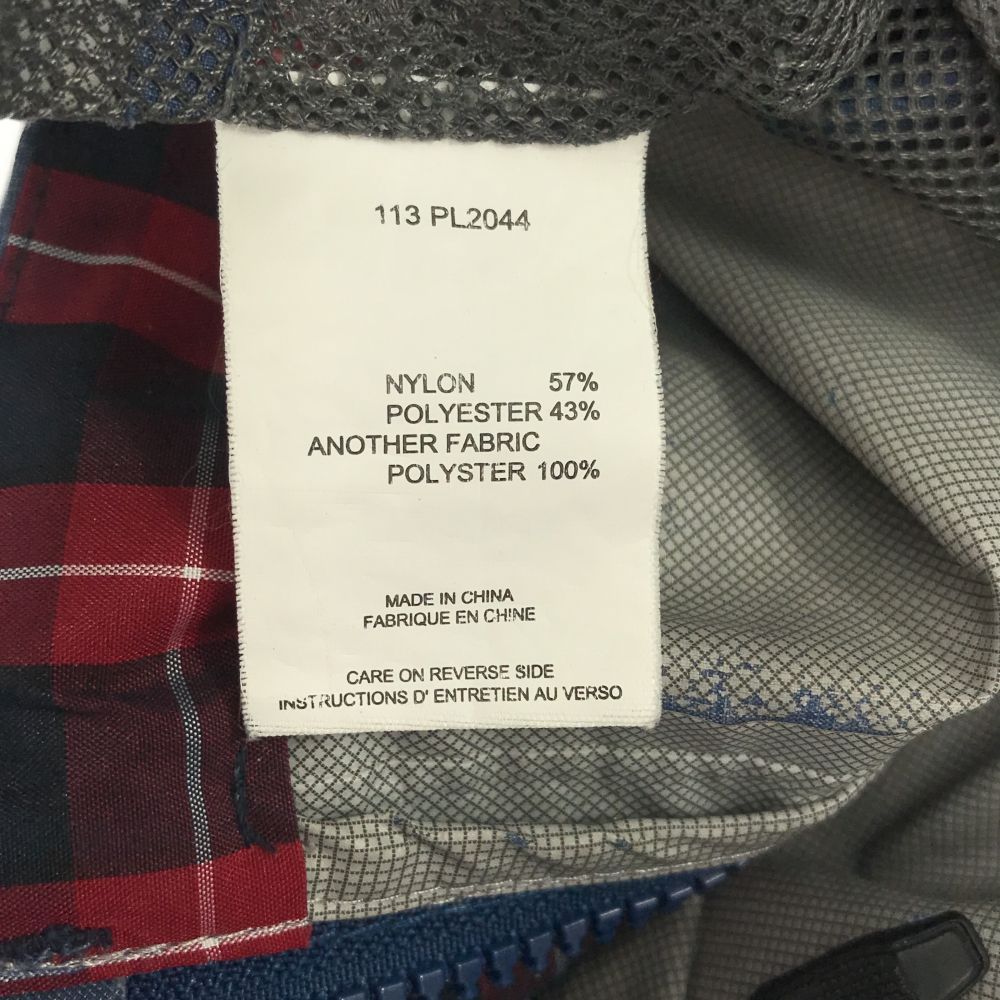 113 PL2044
NYLON 57%
POLYESTER 43%
ANOTHER FABRIC
POLYSTER 100%
MADE IN CHINA
FABRIQUE EN CHINE
CARE ON REVERSE SIDE
INSTRUCTIONS D' ENTRETIEN AU VERSO